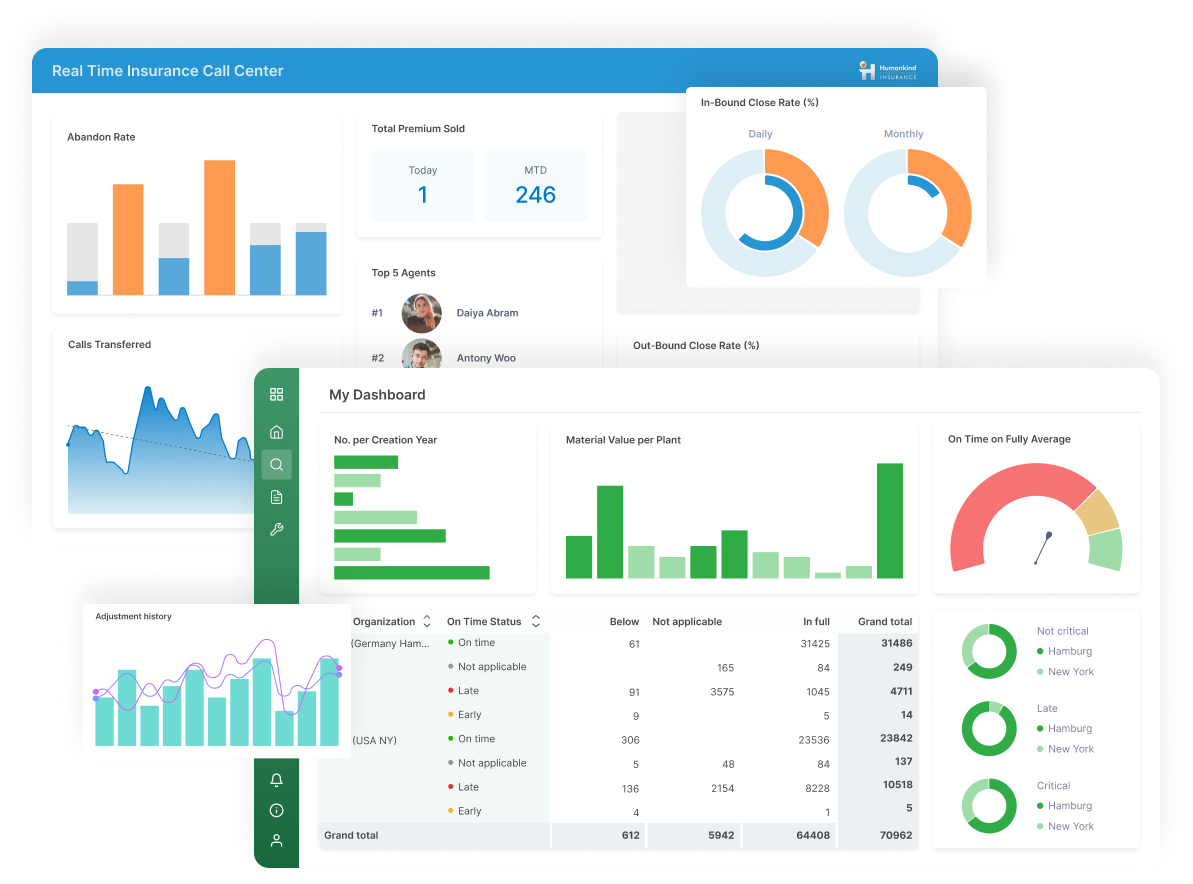 Real Time Insurance Call Center
Humankind
INSURANCE
Abandon Rate
Total Premium Sold
Today
1
MTD
246
In-Bound Close Rate (%)
Daily
Monthly
Top 5 Agents
#1
Daiya Abram
#2
Antony Woo
Calls Transferred
Out-Bound Close Rate (%)
My Dashboard
No. per Creation Year
Material Value per Plant
On Time on Fully Average
Adjustment history
Organization On Time Status Below Not applicable In full Grand total
(Germany Ham... On time 61 31425 31486
Not applicable 165 84 249
Late 91 3575 1045 4711
Early 9 5 14
(USA NY) On time 306 23536 23842
Not applicable 5 48 84 137
Late 136 2154 8228 10518
Early 4 1 5
Grand total 612 5942 64408 70962
Not critical
Hamburg
New York
Late
Hamburg
New York
Critical
Hamburg
New York